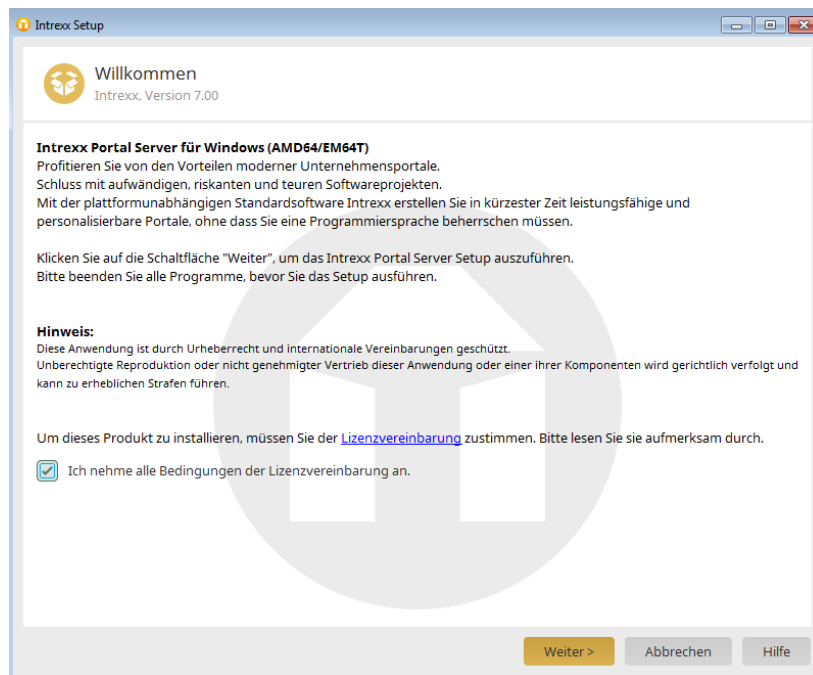 Intrexx Setup
Willkommen
Intrexx, Version 7.00
Intrexx Portal Server für Windows (AMD64/EM64T)
Profitieren Sie von den Vorteilen moderner Unternehmensportale.
Schluss mit aufwändigen, riskanten und teuren Softwareprojekten.
Mit der plattformunabhängigen Standardsoftware Intrexx erstellen Sie in kürzester Zeit leistungsfähige und
personalisierbare Portale, ohne dass Sie eine Programmiersprache beherrschen müssen.
Klicken Sie auf die Schaltfläche "Weiter", um das Intrexx Portal Server Setup auszuführen.
Bitte beenden Sie alle Programme, bevor Sie das Setup ausführen.
Hinweis:
Diese Anwendung ist durch Urheberrecht und internationale Vereinbarungen geschützt.
Unberechtigte Reproduktion oder nicht genehmigter Vertrieb dieser Anwendung oder einer ihrer Komponenten wird gerichtlich verfolgt und
kann zu erheblichen Strafen führen.
Um dieses Produkt zu installieren, müssen Sie der Lizenzvereinbarung zustimmen. Bitte lesen Sie sie aufmerksam durch.
Ich nehme alle Bedingungen der Lizenzvereinbarung an.
Weiter > Abbrechen Hilfe